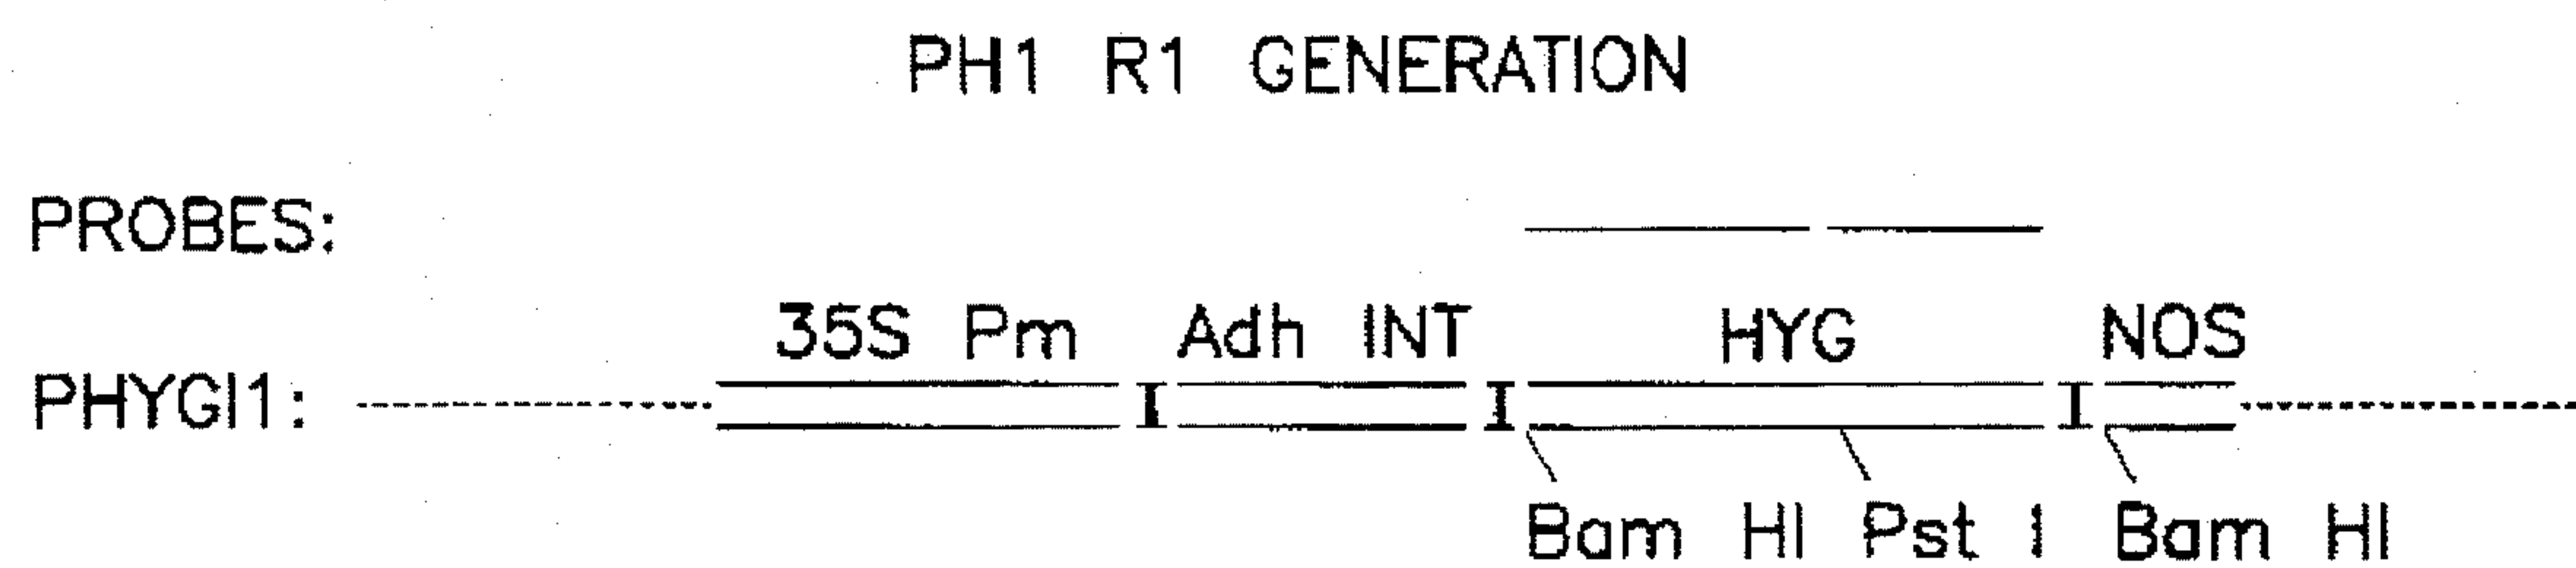 PH1 R1 GENERATION
PROBES:
35S Pm Adh INT HYG NOS
PHYGI1:
Bam HI Pst I Bam HI